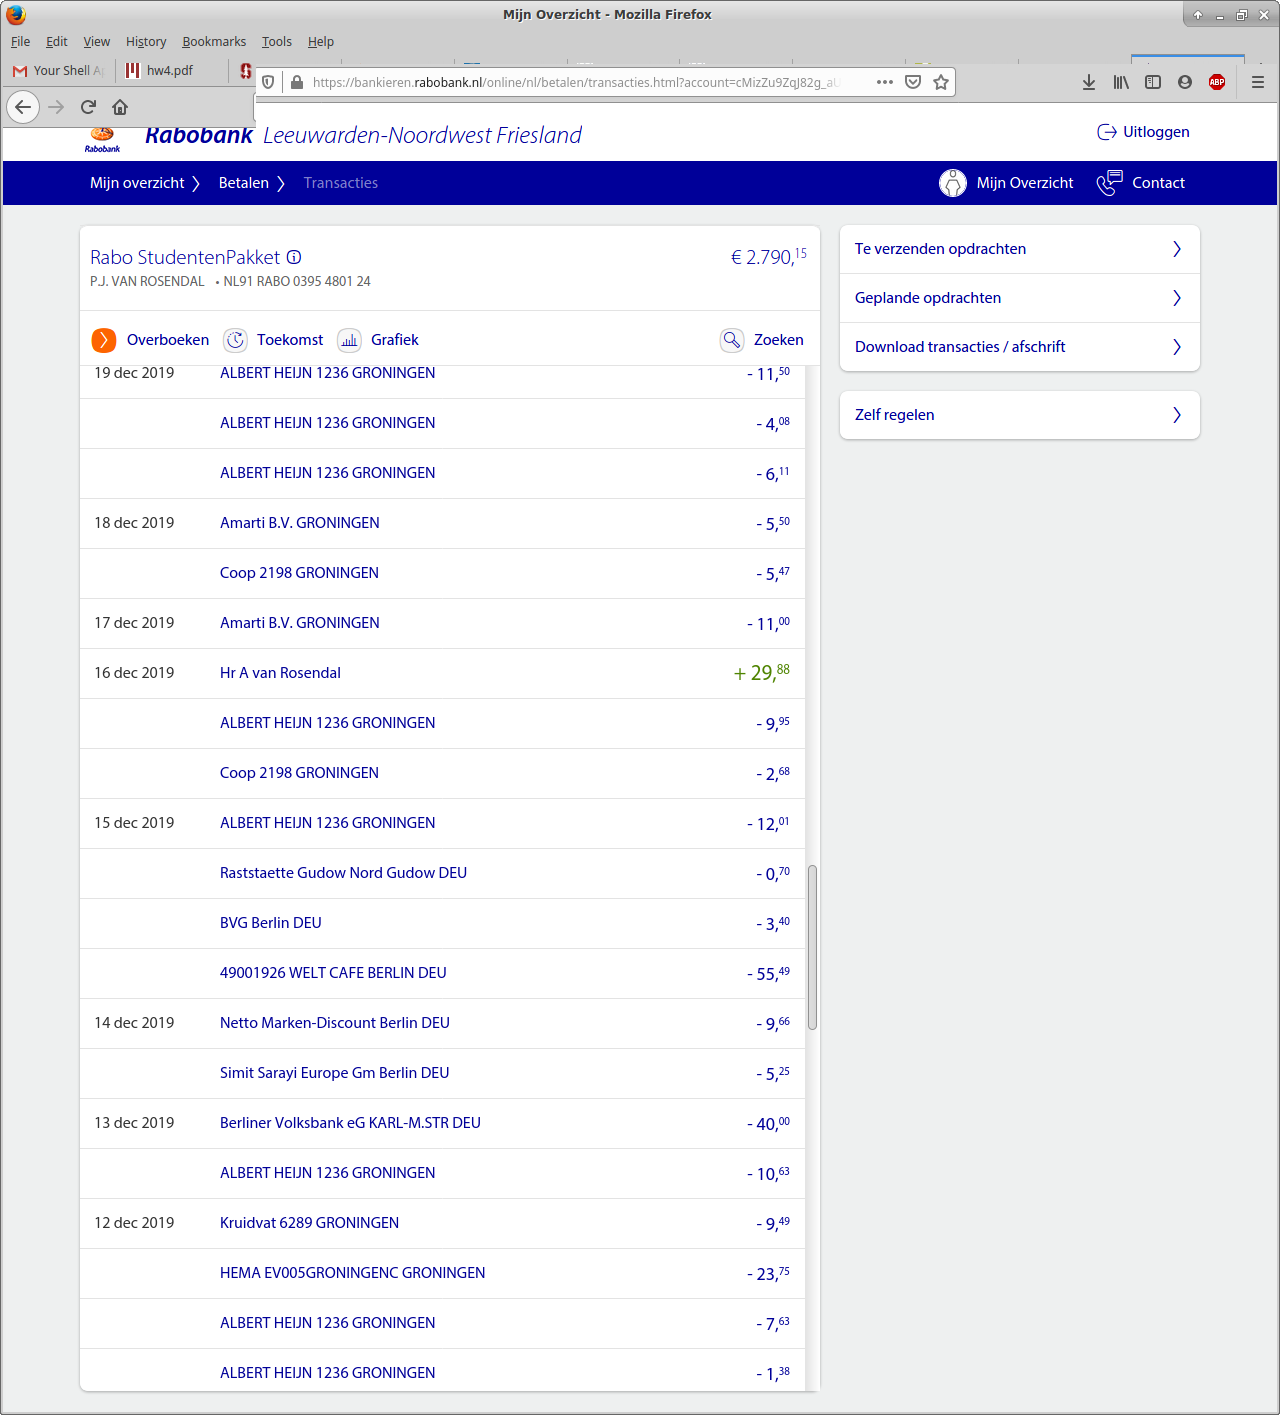 Mijn Overzicht - Mozilla Firefox
File Edit View History Bookmarks Tools Help
Your Shell Ap hw4.pdf
https://bankieren.rabobank.nl/online/nl/betalen/transacties.html?account=cMizZu9ZqJ82g_aU
ABP
Rabobank
Rabobank Leeuwarden-Noordwest Friesland
Uitloggen
Mijn overzicht Betalen Transacties
Mijn Overzicht Contact
Rabo StudentenPakket € 2.790,15
P.J. VAN ROSENDAL • NL91 RABO 0395 4801 24
Overboeken Toekomst Grafiek Zoeken
19 dec 2019 ALBERT HEIJN 1236 GRONINGEN - 11,50
ALBERT HEIJN 1236 GRONINGEN - 4,08
ALBERT HEIJN 1236 GRONINGEN - 6,11
18 dec 2019 Amarti B.V. GRONINGEN - 5,50
Coop 2198 GRONINGEN - 5,47
17 dec 2019 Amarti B.V. GRONINGEN - 11,00
16 dec 2019 Hr A van Rosendal + 29,88
ALBERT HEIJN 1236 GRONINGEN - 9,95
Coop 2198 GRONINGEN - 2,68
15 dec 2019 ALBERT HEIJN 1236 GRONINGEN - 12,01
Raststaette Gudow Nord Gudow DEU - 0,70
BVG Berlin DEU - 3,40
49001926 WELT CAFE BERLIN DEU - 55,49
14 dec 2019 Netto Marken-Discount Berlin DEU - 9,66
Simit Sarayi Europe Gm Berlin DEU - 5,25
13 dec 2019 Berliner Volksbank eG KARL-M.STR DEU - 40,00
ALBERT HEIJN 1236 GRONINGEN - 10,63
12 dec 2019 Kruidvat 6289 GRONINGEN - 9,49
HEMA EV005GRONINGENC GRONINGEN - 23,75
ALBERT HEIJN 1236 GRONINGEN - 7,63
ALBERT HEIJN 1236 GRONINGEN - 1,38
Te verzenden opdrachten
Geplande opdrachten
Download transacties / afschrift
Zelf regelen